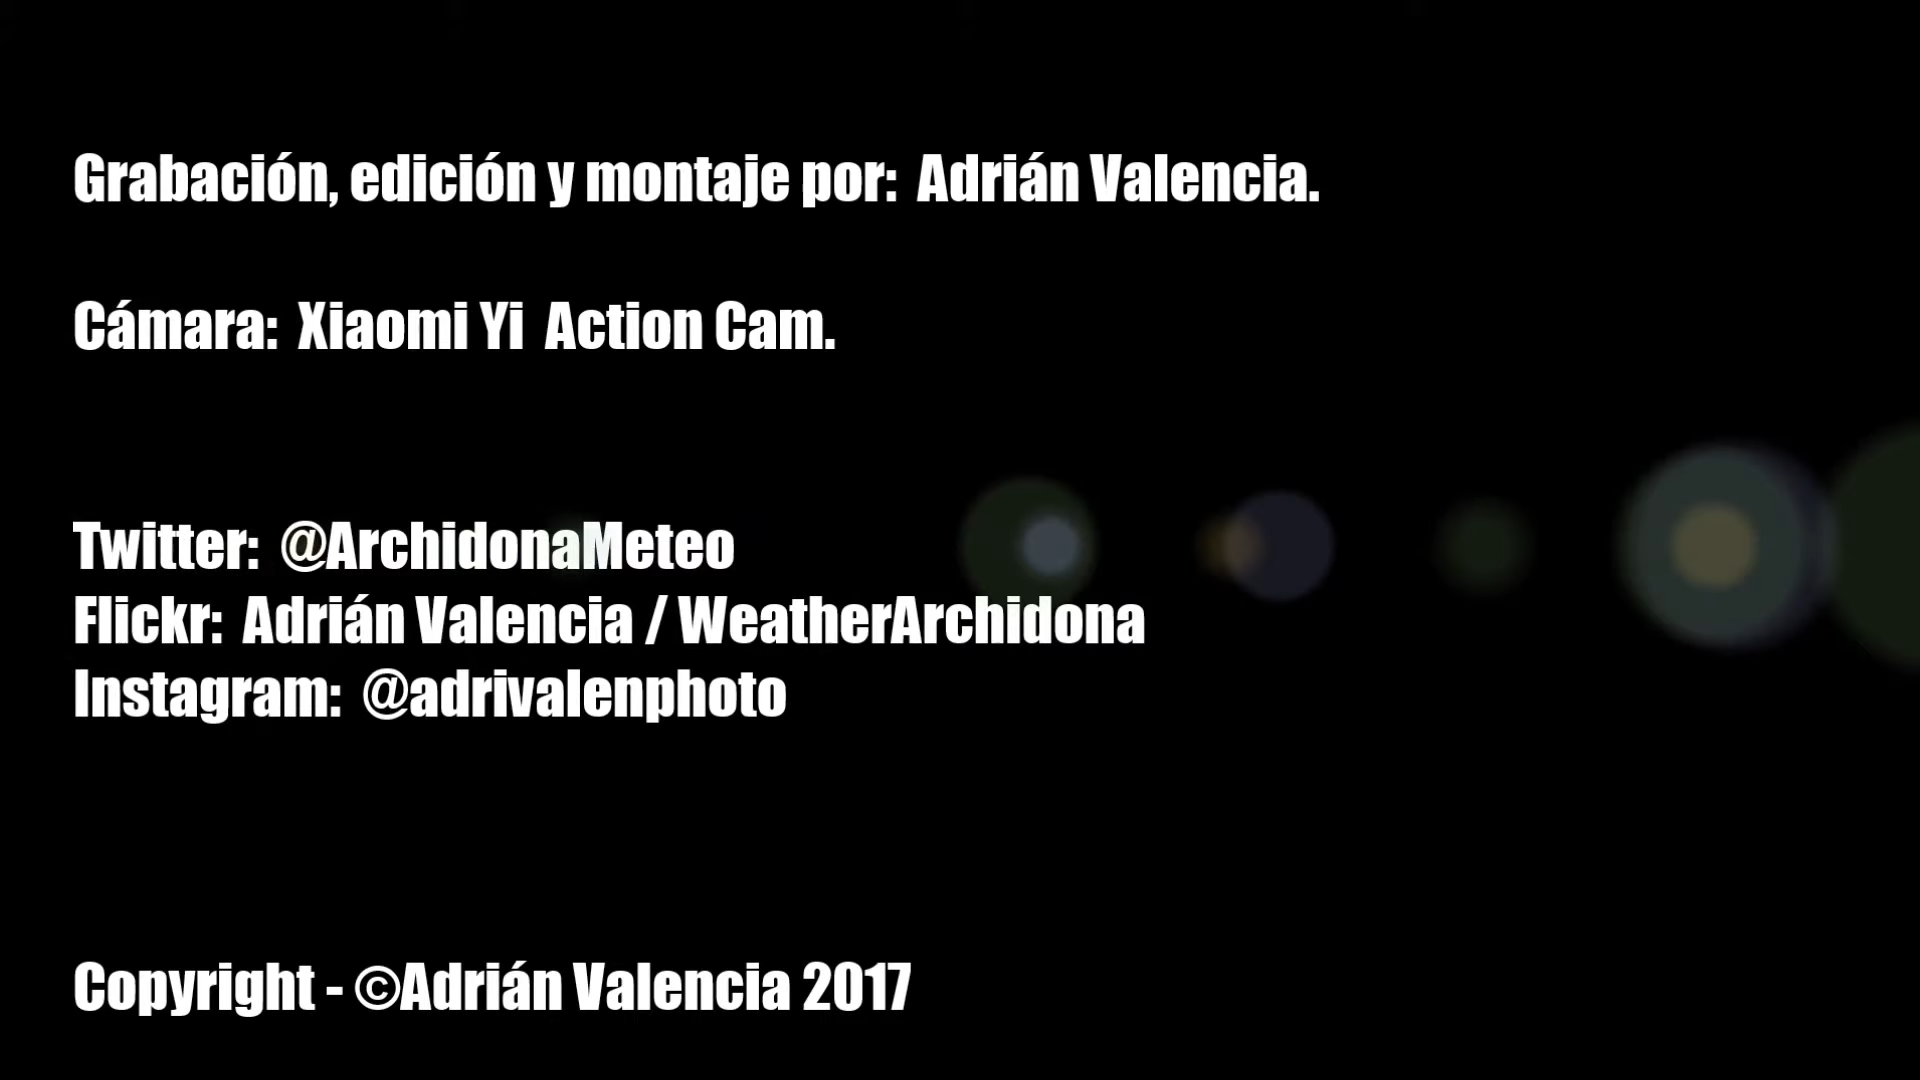 Grabación, edición y montaje por: Adrián Valencia.
Cámara: Xiaomi Yi Action Cam.
Twitter: @ArchidonaMeteo
Flickr: Adrián Valencia / WeatherArchidona
Instagram: @adrivalenphoto
Copyright - ©Adrián Valencia 2017